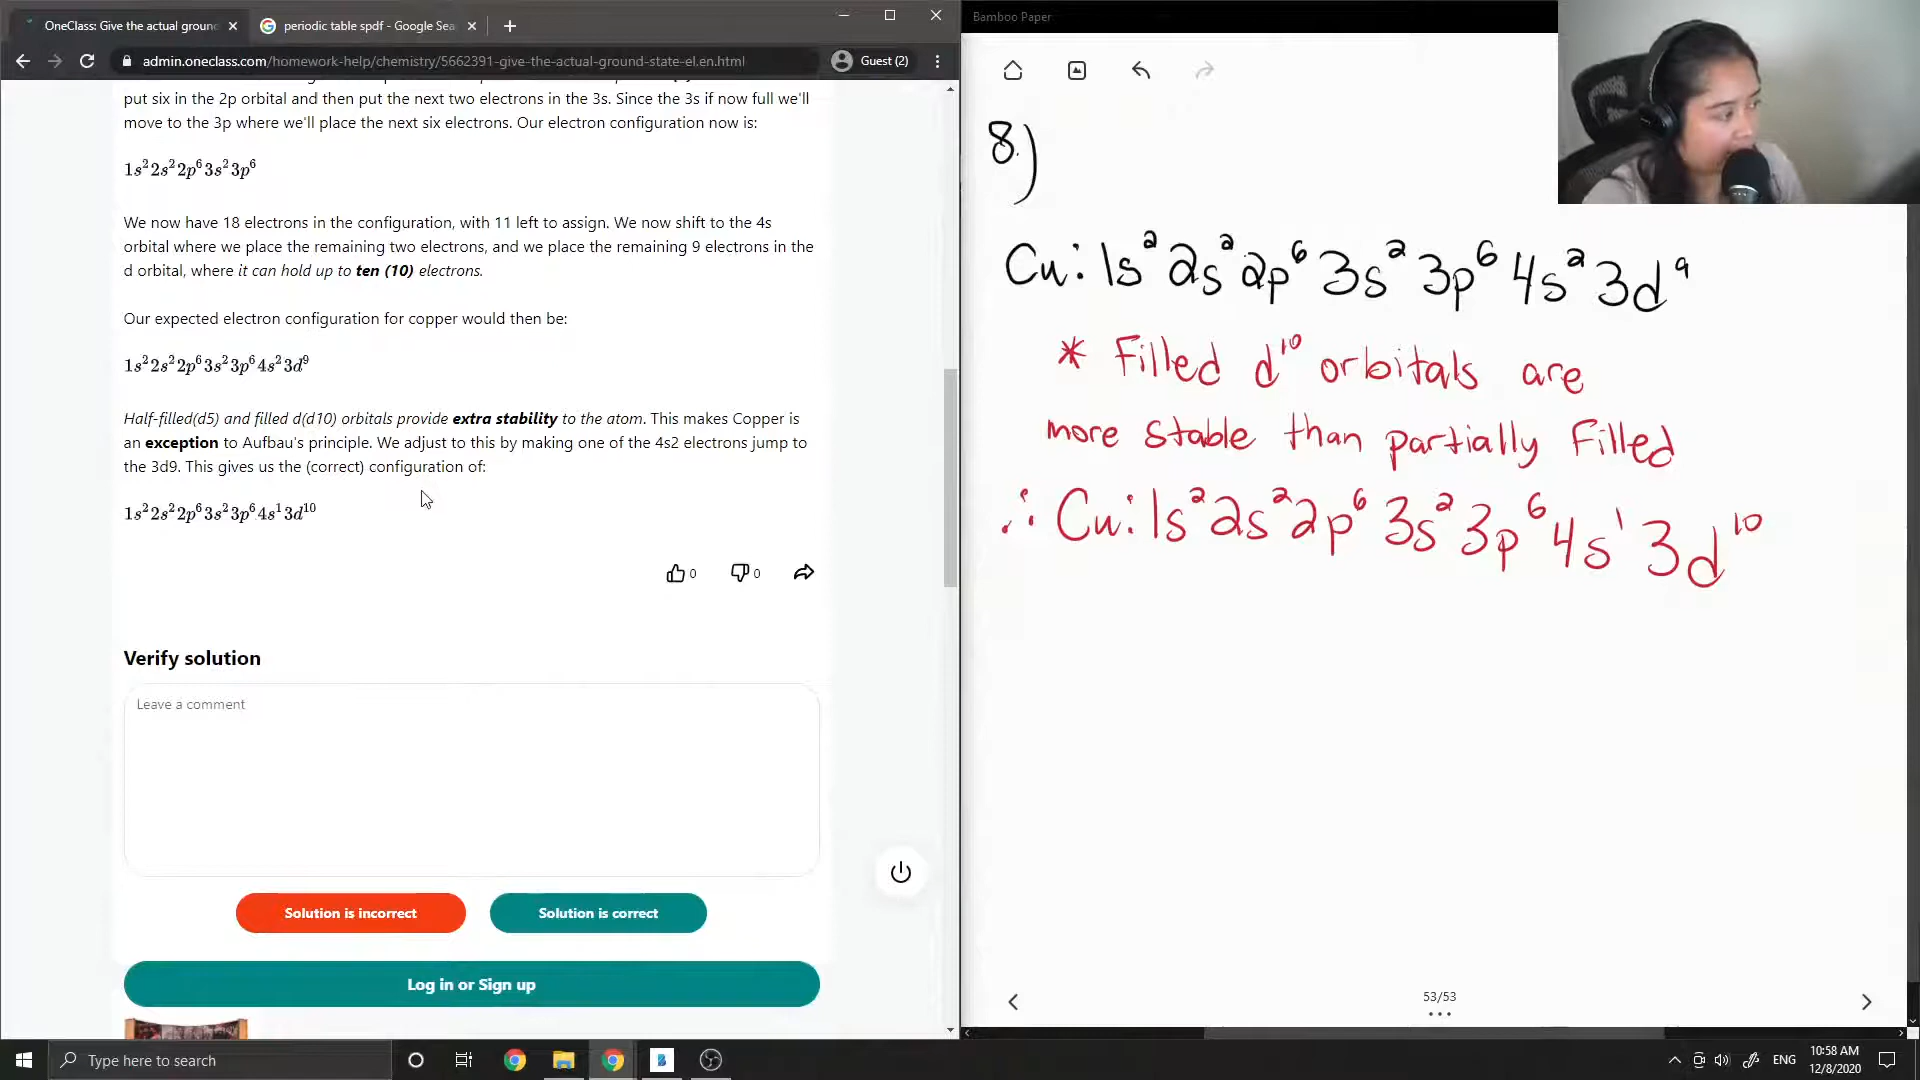 OneClass: Give the actual groun
periodic table spdf - Google Sea
admin.oneclass.com/homework-help/chemistry/5662391-give-the-actual-ground-state-el.en.html
Guest (2)
put six in the 2p orbital and then put the next two electrons in the 3s. Since the 3s if now full we'll
move to the 3p where we'll place the next six electrons. Our electron configuration now is:
1s²2s²2p⁶3s²3p⁶
We now have 18 electrons in the configuration, with 11 left to assign. We now shift to the 4s
orbital where we place the remaining two electrons, and we place the remaining 9 electrons in the
d orbital, where it can hold up to ten (10) electrons.
Our expected electron configuration for copper would then be:
1s²2s²2p⁶3s²3p⁶4s²3d⁹
Half-filled(d5) and filled d(d10) orbitals provide extra stability to the atom. This makes Copper is
an exception to Aufbau's principle. We adjust to this by making one of the 4s2 electrons jump to
the 3d9. This gives us the (correct) configuration of:
1s²2s²2p⁶3s²3p⁶4s¹3d¹⁰
0 0
Verify solution
Leave a comment
Solution is incorrect
Solution is correct
Log in or Sign up
Bamboo Paper
8.)
Cu: 1s² 2s² 2p⁶ 3s² 3p⁶ 4s² 3d⁹
* Filled d¹⁰ orbitals are
more stable than partially Filled
∴ Cu: 1s² 2s² 2p⁶ 3s² 3p⁶ 4s¹ 3d¹⁰
53/53
Type here to search
ENG
10:58 AM
12/8/2020